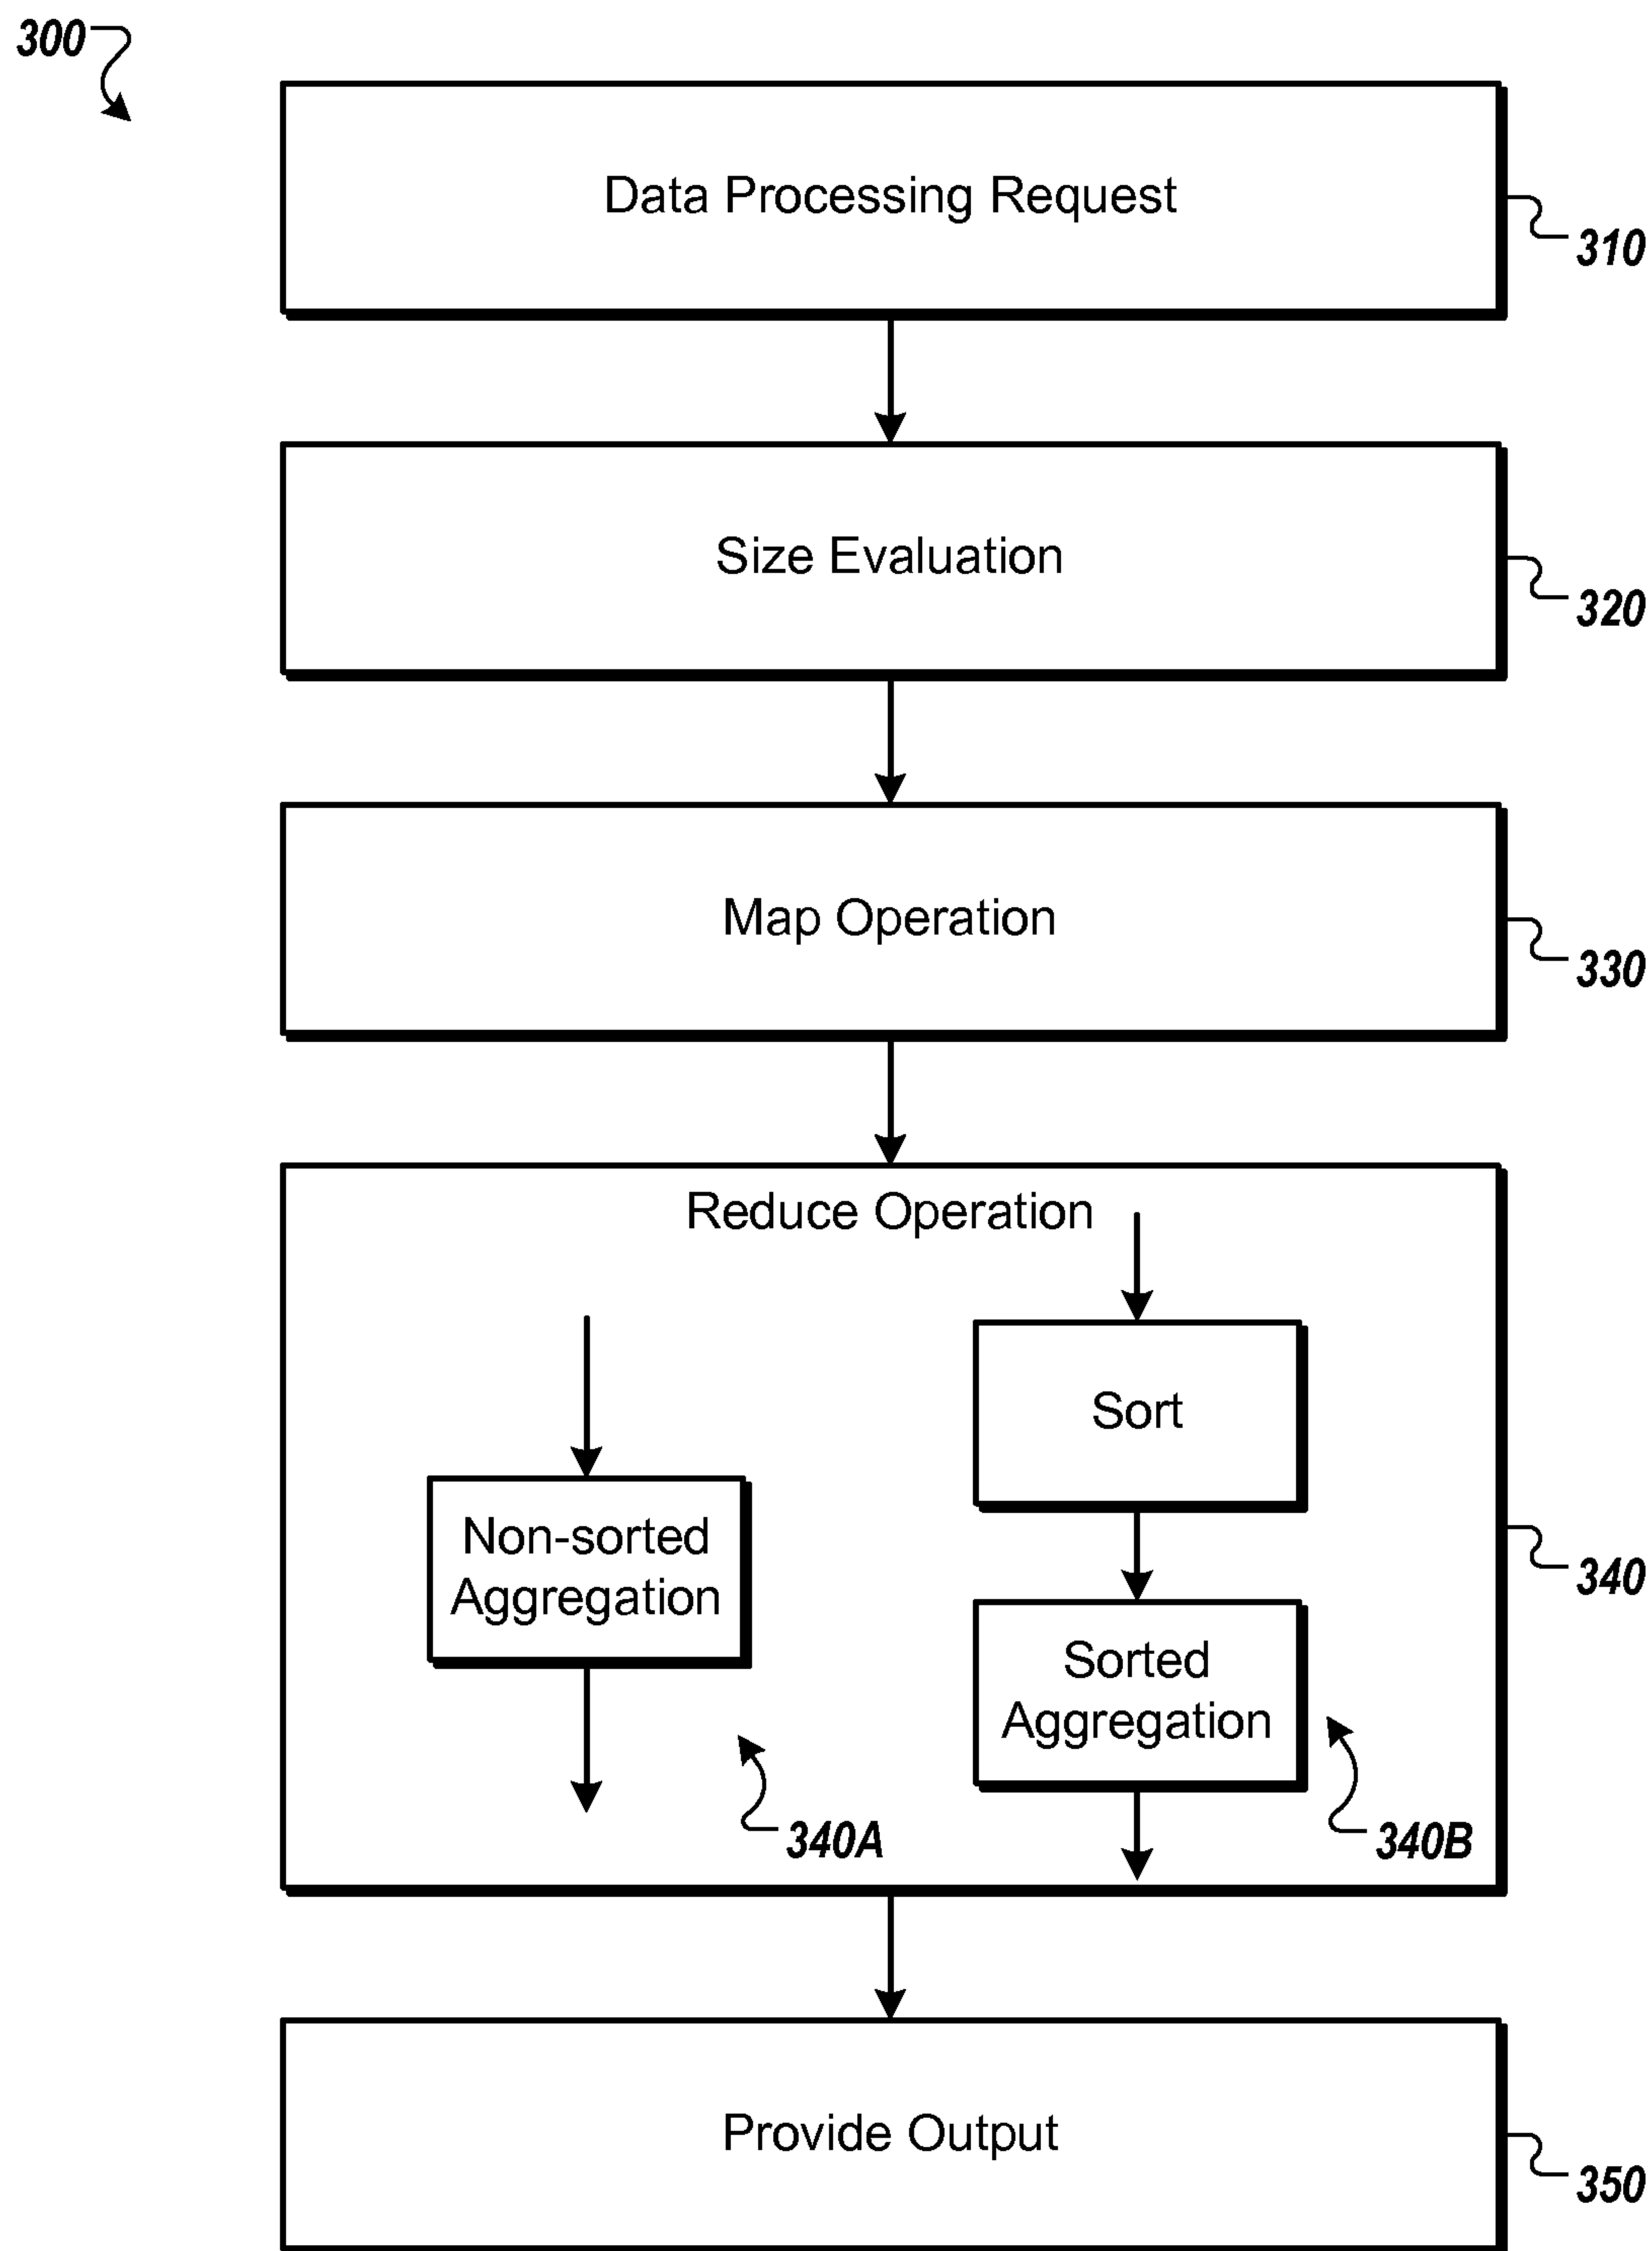 300
Data Processing Request
310
Size Evaluation
320
Map Operation
330
Reduce Operation
Sort
Non-sorted
Aggregation
340
Sorted
Aggregation
340A
340B
Provide Output
350